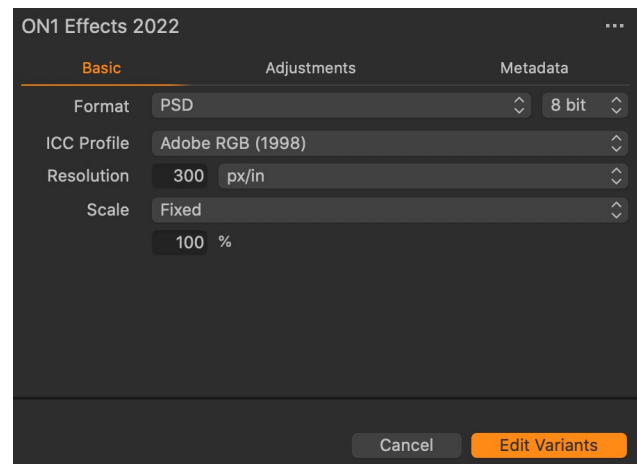 ON1 Effects 2022 ...
Basic Adjustments Metadata
Format PSD 8 bit
ICC Profile Adobe RGB (1998)
Resolution 300 px/in
Scale Fixed
100 %
Cancel Edit Variants